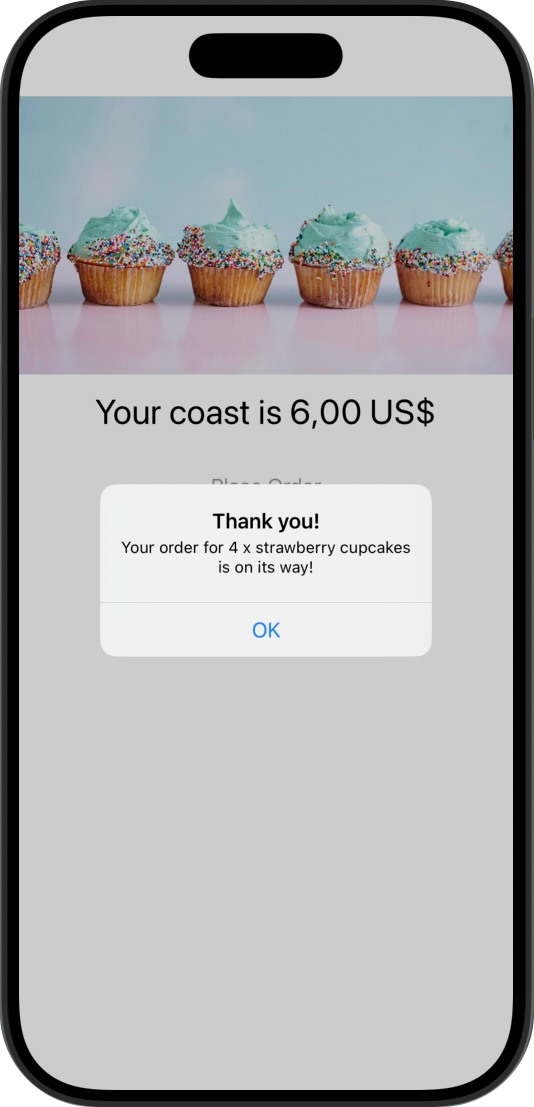 Your coast is 6,00 US$
Place Order
Thank you!
Your order for 4 x strawberry cupcakes
is on its way!
OK